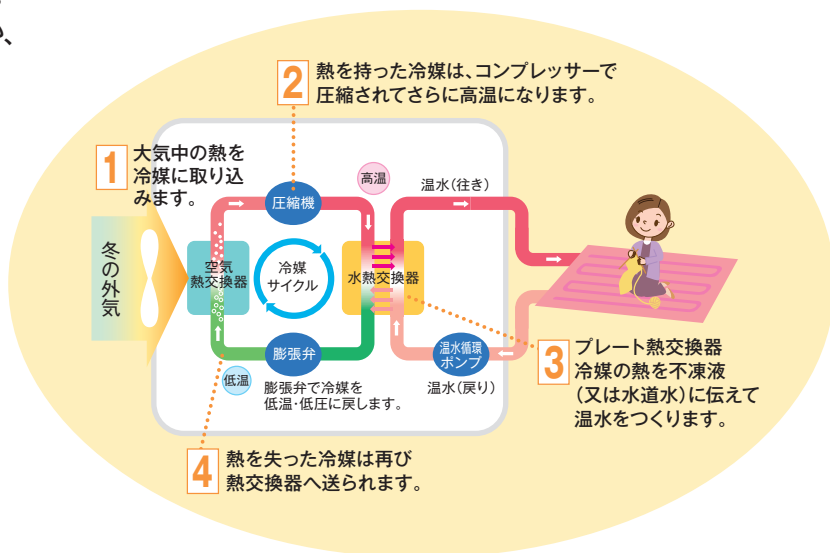 、
2
熱を持った冷媒は、コンプレッサーで
圧縮されてさらに高温になります。
1
大気中の熱を
冷媒に取り込
みます。
高温
温水(往き)
圧縮機
冬の外気
空気
熱交換器
冷媒
サイクル
水熱交換器
膨張弁
温水循環
ポンプ
低温
膨張弁で冷媒を
低温・低圧に戻します。
温水(戻り)
3
プレート熱交換器
冷媒の熱を不凍液
(又は水道水)に伝えて
温水をつくります。
4
熱を失った冷媒は再び
熱交換器へ送られます。